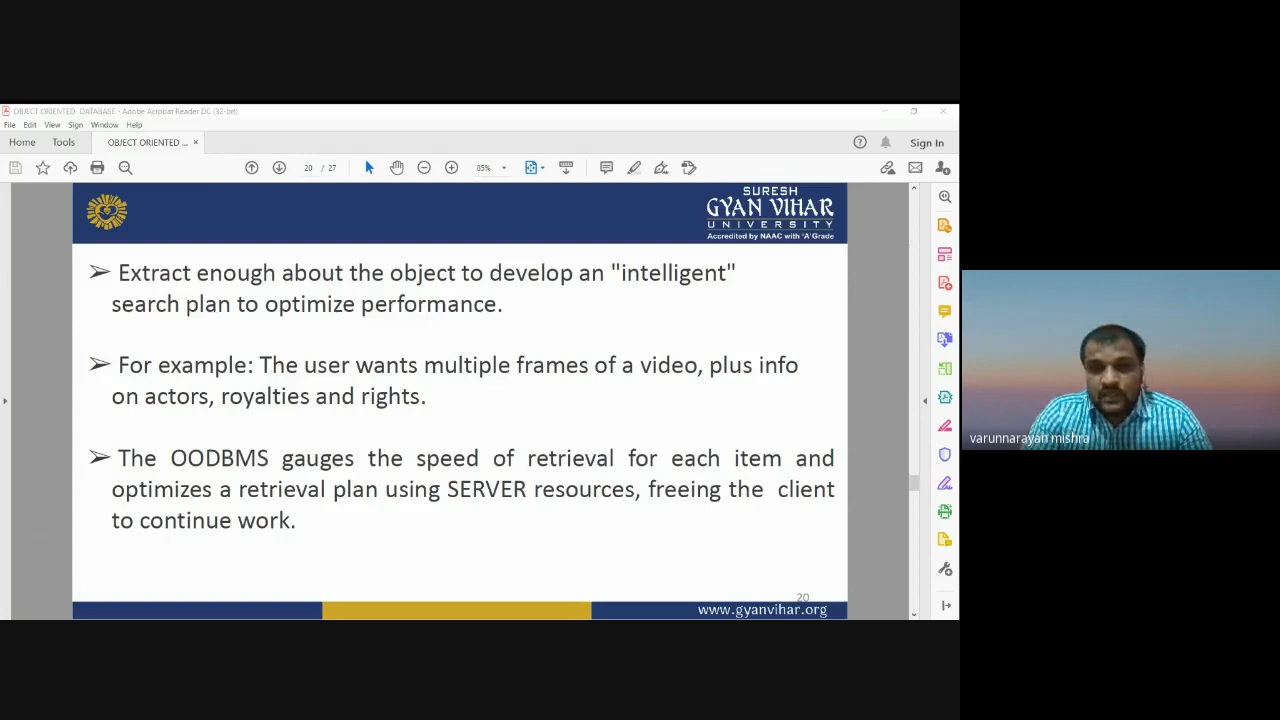 OBJECT ORIENTED DATABASE - Adobe Acrobat Reader DC (32-bit)
File Edit View Sign Window Help
Home Tools OBJECT ORIENTED ... × Sign In
20 / 27 85%
SURESH
GYAN VIHAR
UNIVERSITY
Accredited by NAAC with 'A' Grade
➢ Extract enough about the object to develop an "intelligent"
search plan to optimize performance.
➢ For example: The user wants multiple frames of a video, plus info
on actors, royalties and rights.
➢ The OODBMS gauges the speed of retrieval for each item and
optimizes a retrieval plan using SERVER resources, freeing the client
to continue work.
20
www.gyanvihar.org
varunnarayan mishra